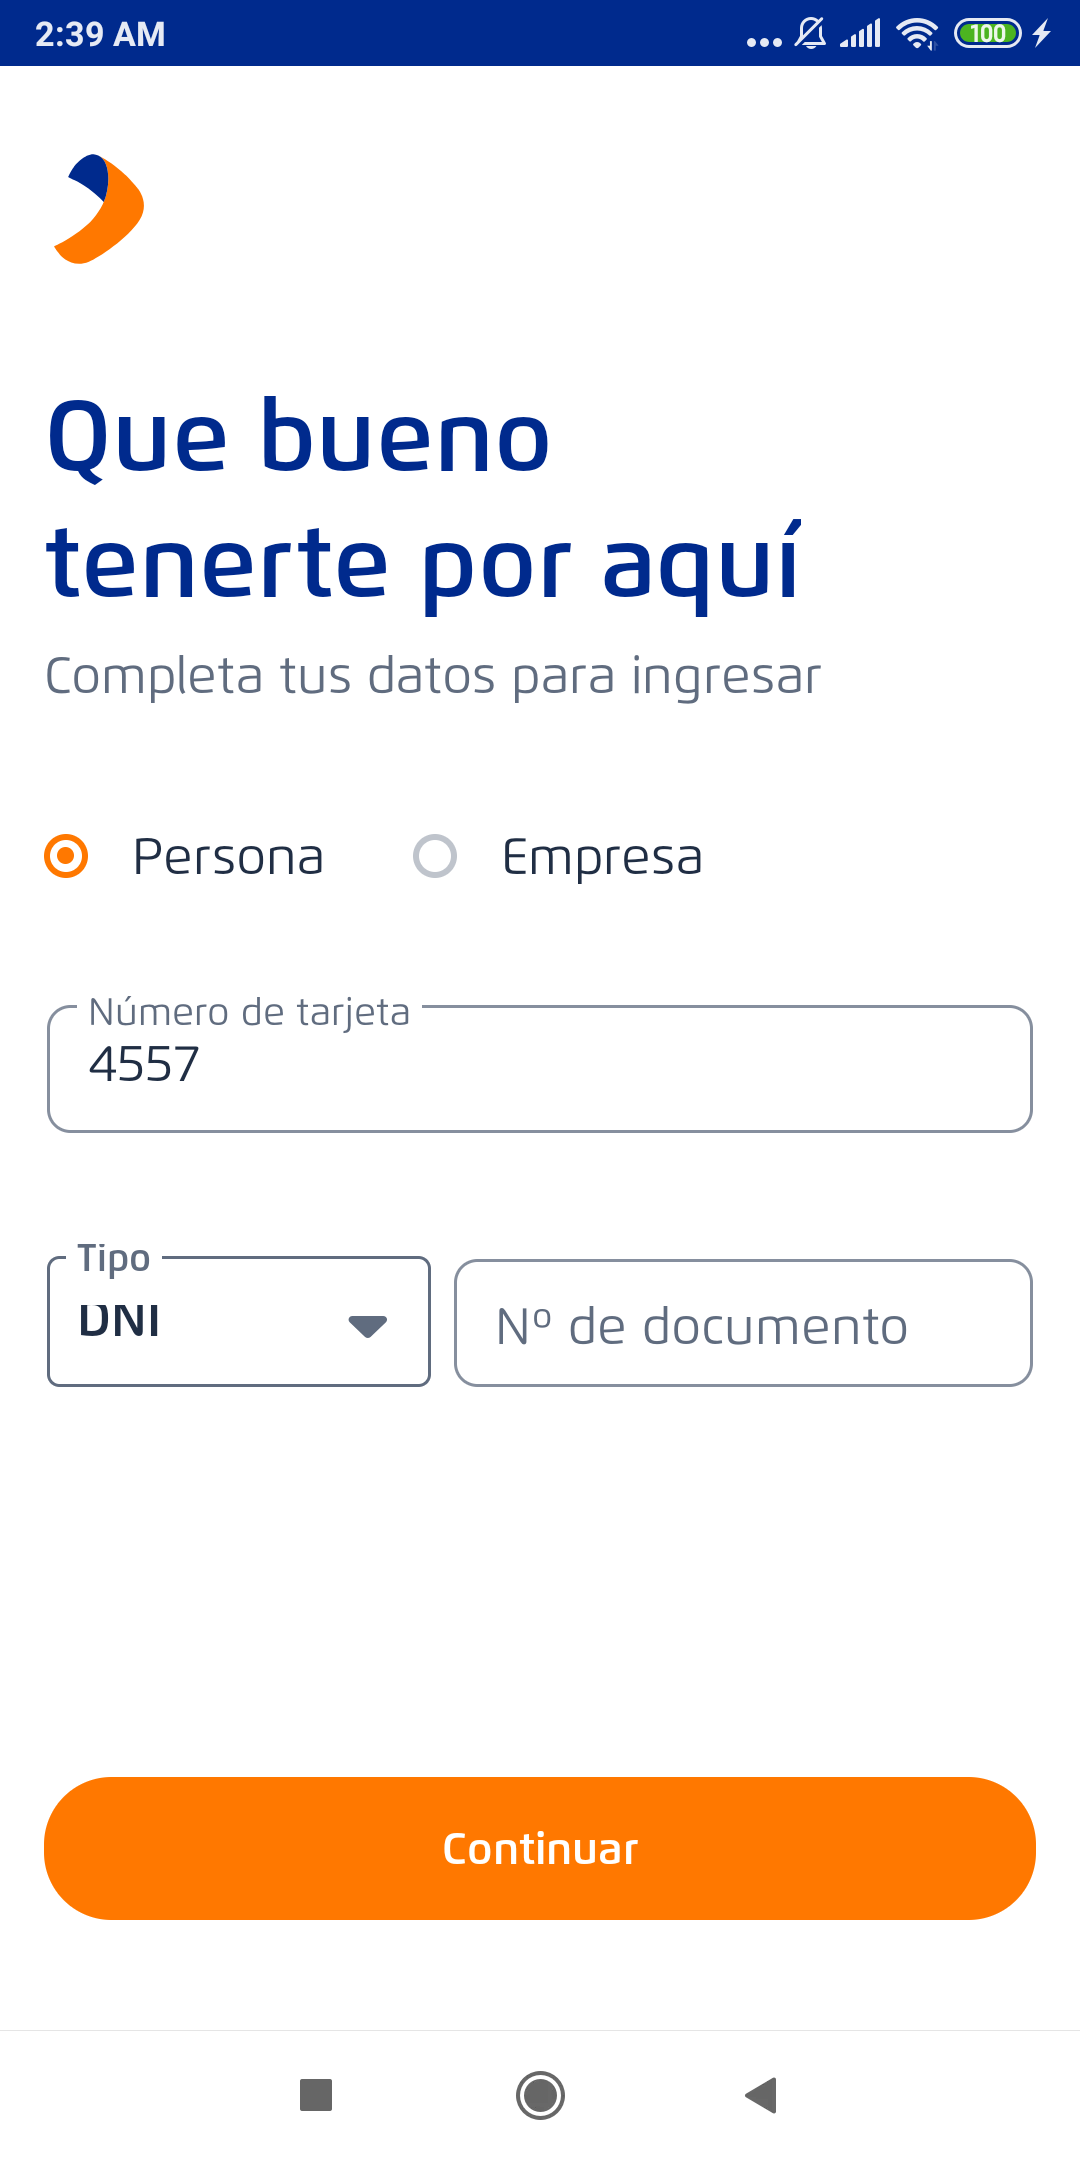 2:39 AM
100
Que bueno
tenerte por aquí
Completa tus datos para ingresar
Persona
Empresa
Número de tarjeta
4557
Tipo
DNI
Nº de documento
Continuar